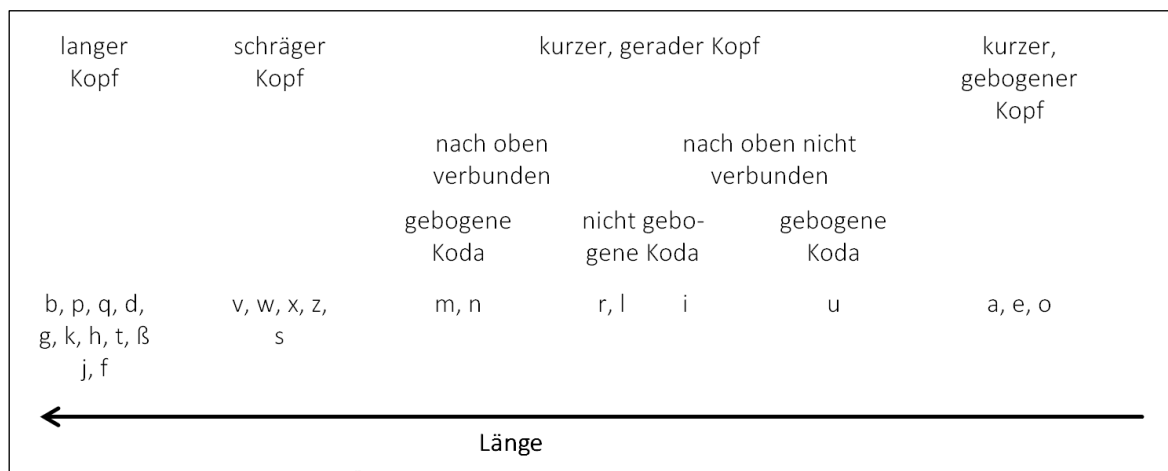 langer schräger kurzer, gerader Kopf kurzer,
Kopf Kopf gebogener
Kopf
nach oben nach oben nicht
verbunden verbunden
gebogene nicht gebo- gebogene
Koda gene Koda Koda
b, p, q, d, v, w, x, z, m, n r, l i u a, e, o
g, k, h, t, ß s
j, f
Länge